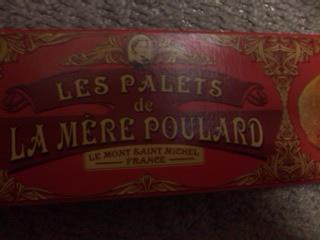 LES PALETS
de
LA MÈRE POULARD
LE MONT SAINT MICHEL
FRANCE